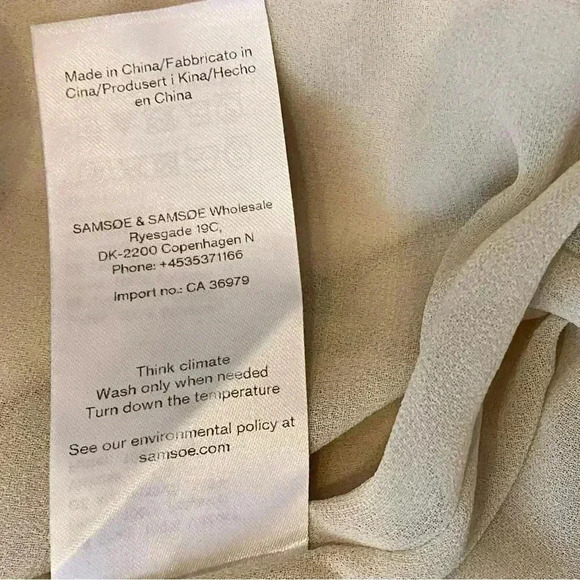 Made in China/Fabbricato in
Cina/Produsert i Kina/Hecho
en China
SAMSØE & SAMSØE Wholesale
Ryesgade 19C,
DK-2200 Copenhagen N
Phone: +4535371166
Import no.: CA 36979
Think climate
Wash only when needed
Turn down the temperature
See our environmental policy at
samsoe.com